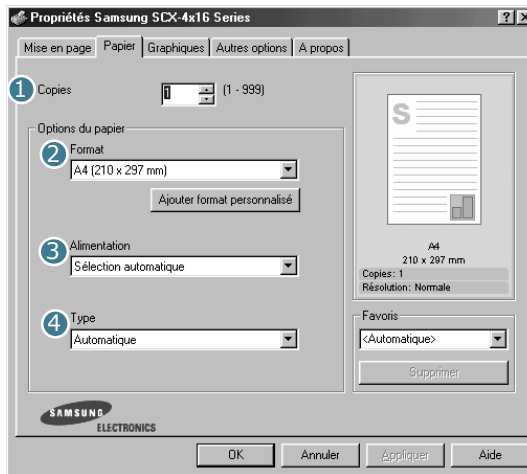 Propriétés Samsung SCX-4x16 Series
Mise en page Papier Graphiques Autres options A propos
1 Copies 1 (1 - 999)
Options du papier
2 Format
A4 (210 x 297 mm)
Ajouter format personnalisé
3 Alimentation
Sélection automatique
4 Type
Automatique
S
A4
210 x 297 mm
Copies: 1
Résolution: Normale
Favoris
<Automatique>
Supprimer
SAMSUNG
ELECTRONICS
OK Annuler Appliquer Aide